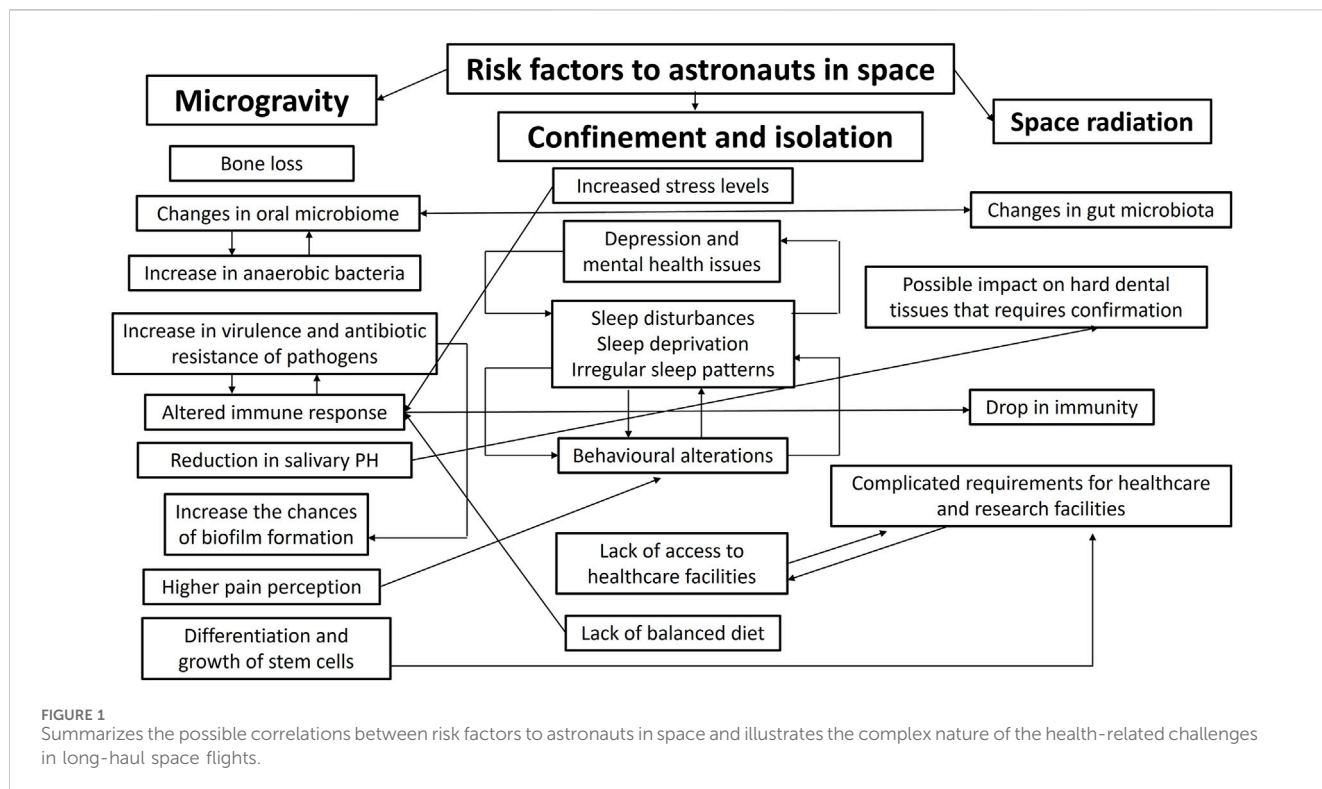 Risk factors to astronauts in space
Microgravity
Confinement and isolation
Space radiation
Bone loss
Changes in oral microbiome
Increase in anaerobic bacteria
Increase in virulence and antibiotic
resistance of pathogens
Altered immune response
Reduction in salivary PH
Increase the chances
of biofilm formation
Higher pain perception
Differentiation and
growth of stem cells
Increased stress levels
Depression and
mental health issues
Sleep disturbances
Sleep deprivation
Irregular sleep patterns
Behavioural alterations
Lack of access to
healthcare facilities
Lack of balanced diet
Changes in gut microbiota
Possible impact on hard dental
tissues that requires confirmation
Drop in immunity
Complicated requirements for healthcare
and research facilities
FIGURE 1
Summarizes the possible correlations between risk factors to astronauts in space and illustrates the complex nature of the health-related challenges
in long-haul space flights.